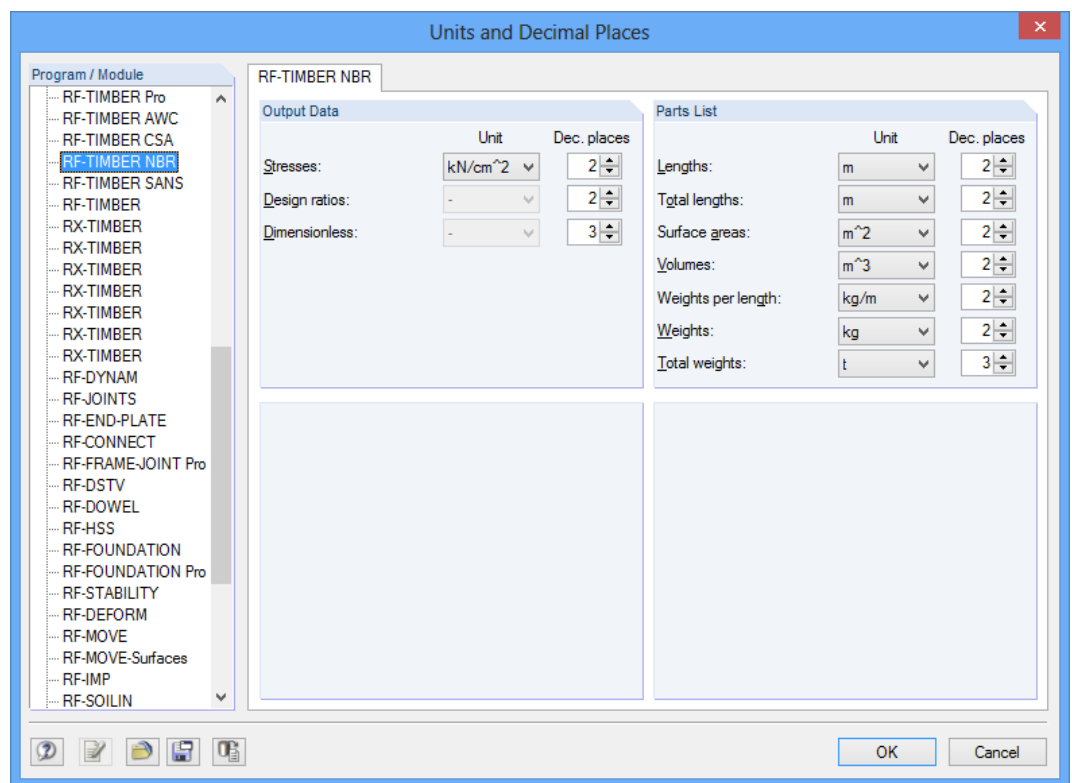 Units and Decimal Places
Program / Module
RF-TIMBER Pro
RF-TIMBER AWC
RF-TIMBER CSA
RF-TIMBER NBR
RF-TIMBER SANS
RF-TIMBER
RX-TIMBER
RX-TIMBER
RX-TIMBER
RX-TIMBER
RX-TIMBER
RX-TIMBER
RX-TIMBER
RF-DYNAM
RF-JOINTS
RF-END-PLATE
RF-CONNECT
RF-FRAME-JOINT Pro
RF-DSTV
RF-DOWEL
RF-HSS
RF-FOUNDATION
RF-FOUNDATION Pro
RF-STABILITY
RF-DEFORM
RF-MOVE
RF-MOVE-Surfaces
RF-IMP
RF-SOILIN
RF-TIMBER NBR
Output Data
Unit Dec. places
Stresses: kN/cm^2 2
Design ratios: - 2
Dimensionless: - 3
Parts List
Unit Dec. places
Lengths: m 2
Total lengths: m 2
Surface areas: m^2 2
Volumes: m^3 2
Weights per length: kg/m 2
Weights: kg 2
Total weights: t 3
OK Cancel